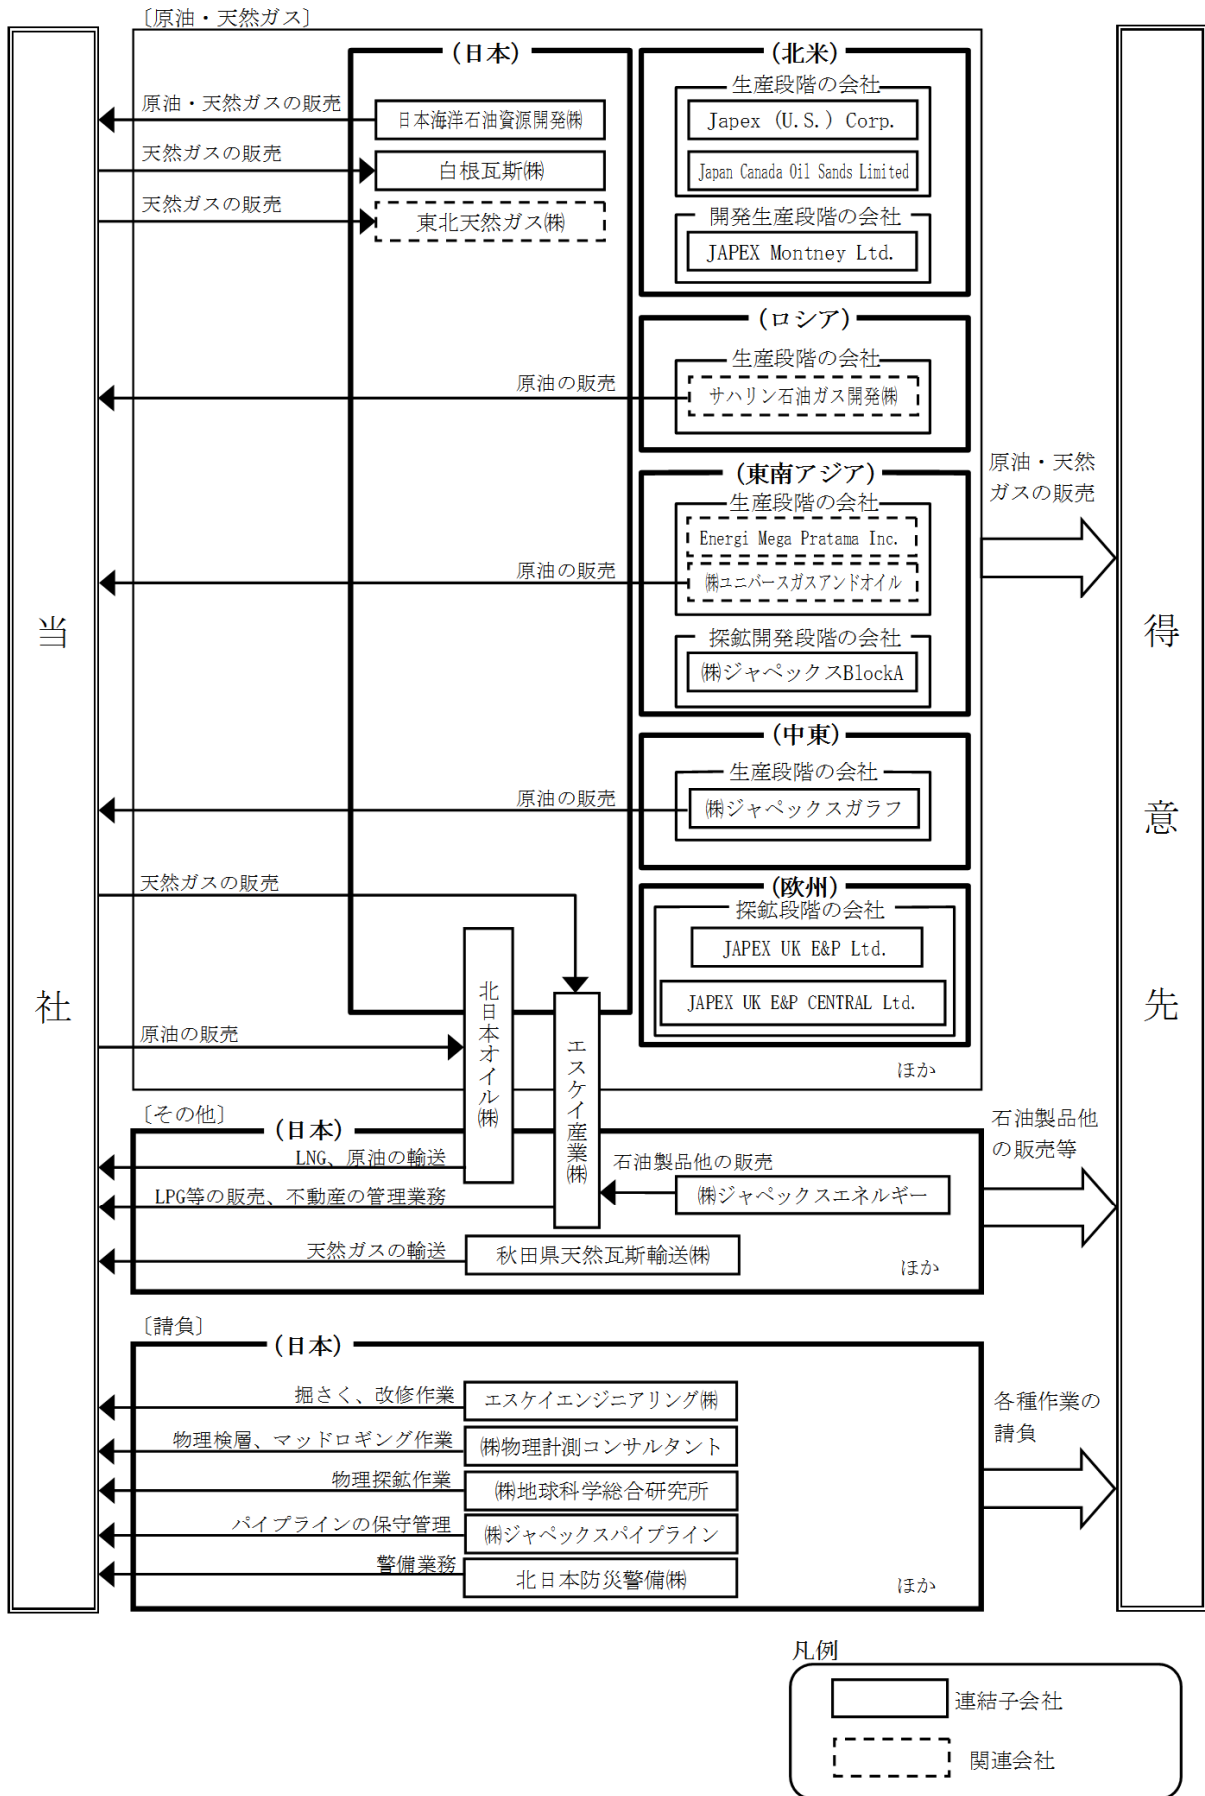 〔原油・天然ガス〕
(日本)
(北米)
生産段階の会社
原油・天然ガスの販売
日本海洋石油資源開発㈱
Japex (U.S.) Corp.
天然ガスの販売
白根瓦斯㈱
Japan Canada Oil Sands Limited
天然ガスの販売
東北天然ガス㈱
開発生産段階の会社
JAPEX Montney Ltd.
(ロシア)
生産段階の会社
原油の販売
サハリン石油ガス開発㈱
(東南アジア)
生産段階の会社
Energi Mega Pratama Inc.
原油の販売
㈱ユニバースガスアンドオイル
探鉱開発段階の会社
㈱ジャペックスBlockA
原油・天然
ガスの販売
(中東)
生産段階の会社
原油の販売
㈱ジャペックスガラフ
天然ガスの販売
(欧州)
探鉱段階の会社
JAPEX UK E&P Ltd.
JAPEX UK E&P CENTRAL Ltd.
原油の販売
北日本オイル㈱
エスケイ産業㈱
ほか
当社
得意先
〔その他〕
(日本)
LNG、原油の輸送
石油製品他の販売
LPG等の販売、不動産の管理業務
㈱ジャペックスエネルギー
天然ガスの輸送
秋田県天然瓦斯輸送㈱
ほか
石油製品他
の販売等
〔請負〕
(日本)
掘さく、改修作業
エスケイエンジニアリング㈱
物理検層、マッドロギング作業
㈱物理計測コンサルタント
物理探鉱作業
㈱地球科学総合研究所
パイプラインの保守管理
㈱ジャペックスパイプライン
警備業務
北日本防災警備㈱
ほか
各種作業の
請負
凡例
連結子会社
関連会社